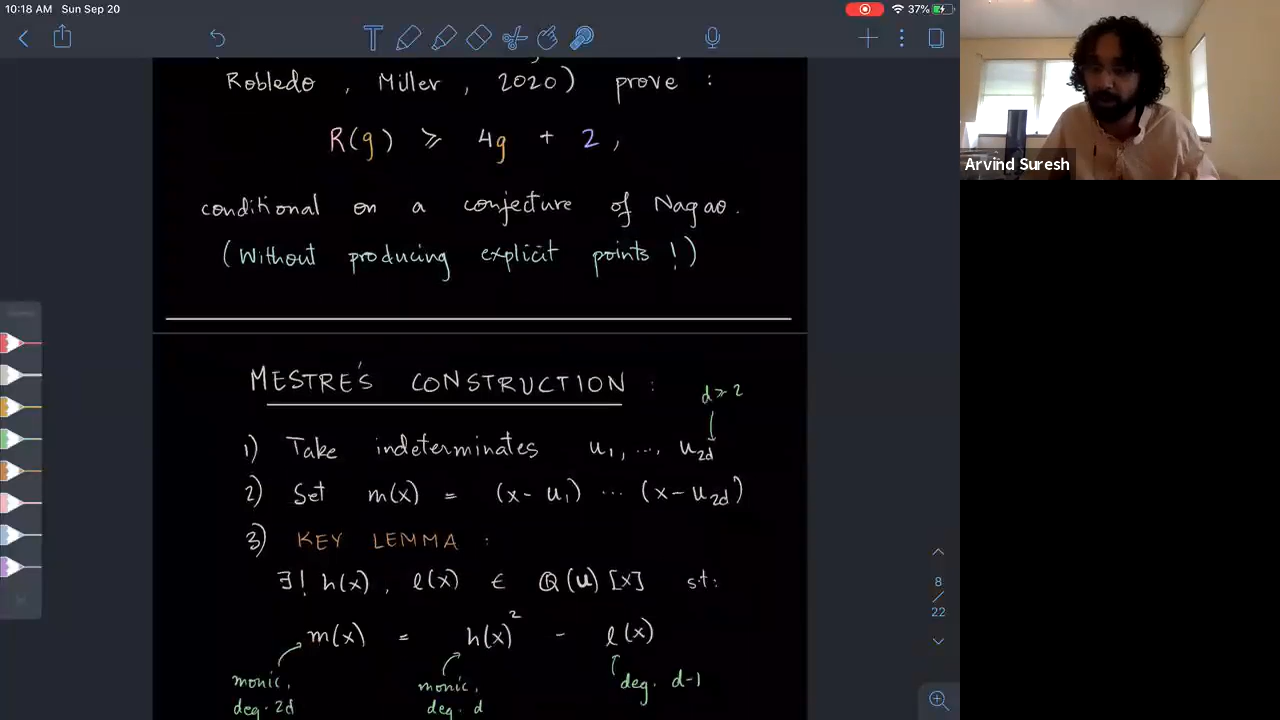 10:18 AM Sun Sep 20
37%
Robledo, Miller, 2020) prove :
R(g) ≥ 4g + 2,
conditional on a conjecture of Nagao.
(Without producing explicit points !)
MESTRE'S CONSTRUCTION :
d ≥ 2
1) Take indeterminates u₁, ..., u₂d
2) Set m(x) = (x - u₁) ... (x - u₂d)
3) KEY LEMMA :
∃! h(x), l(x) ∈ Q(u)[x] st:
m(x) = h(x)² - l(x)
monic, deg. 2d
monic, deg. d
deg. d-1
8 / 22
Arvind Suresh